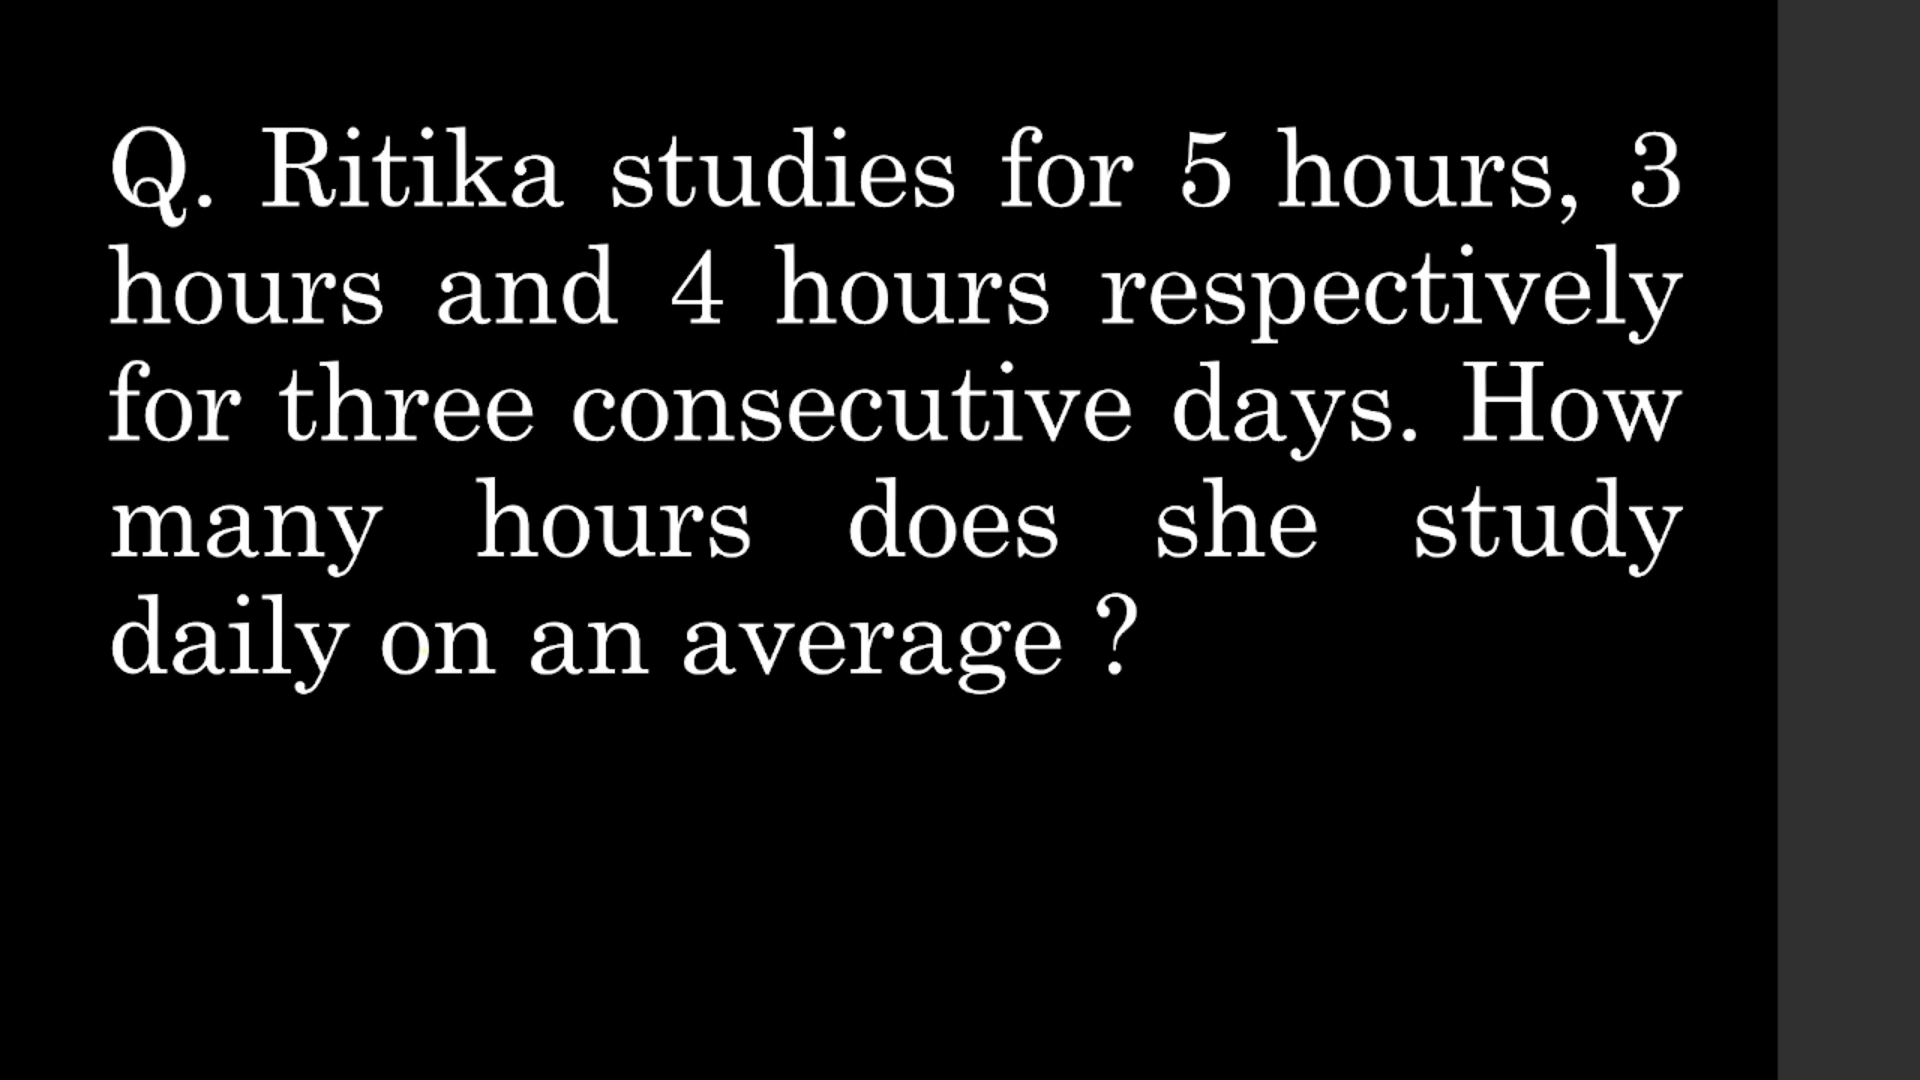 Q. Ritika studies for 5 hours, 3
hours and 4 hours respectively
for three consecutive days. How
many hours does she study
daily on an average ?